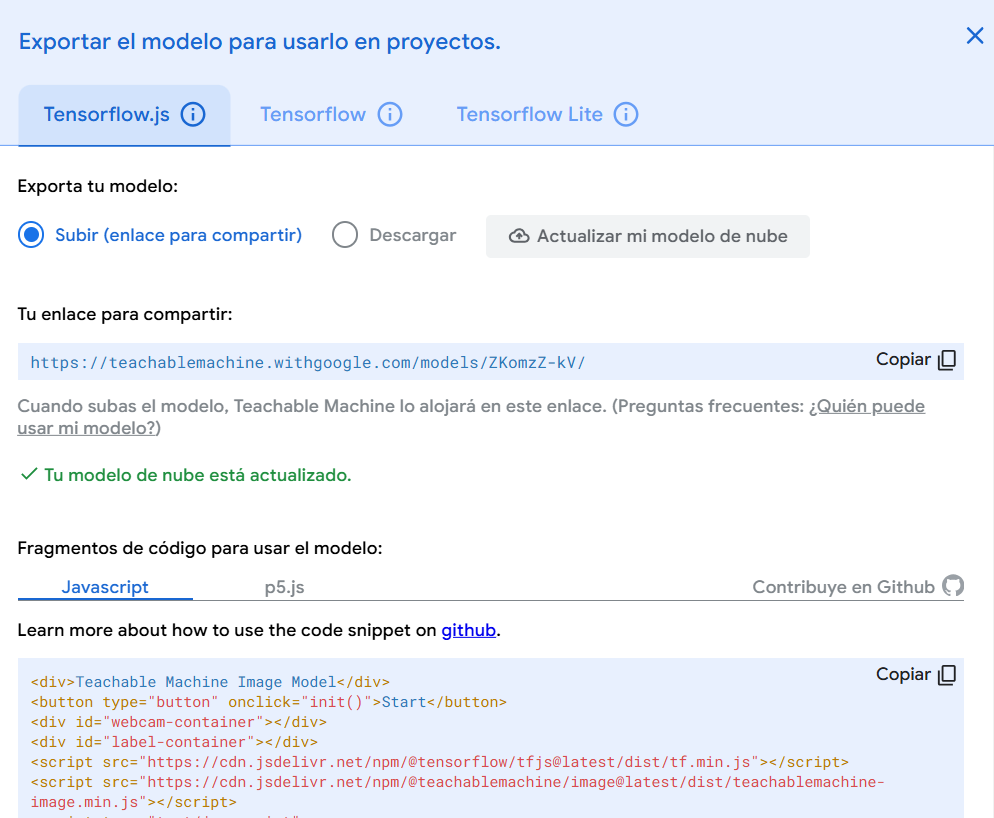 Exportar el modelo para usarlo en proyectos.
Tensorflow.js
Tensorflow
Tensorflow Lite
Exporta tu modelo:
Subir (enlace para compartir)
Descargar
Actualizar mi modelo de nube
Tu enlace para compartir:
https://teachablemachine.withgoogle.com/models/ZKomzZ-kV/
Copiar
Cuando subas el modelo, Teachable Machine lo alojará en este enlace. (Preguntas frecuentes: ¿Quién puede
usar mi modelo?)
Tu modelo de nube está actualizado.
Fragmentos de código para usar el modelo:
Javascript
p5.js
Contribuye en Github
Learn more about how to use the code snippet on github.
Copiar
<div>Teachable Machine Image Model</div>
<button type="button" onclick="init()">Start</button>
<div id="webcam-container"></div>
<div id="label-container"></div>
<script src="https://cdn.jsdelivr.net/npm/@tensorflow/tfjs@latest/dist/tf.min.js"></script>
<script src="https://cdn.jsdelivr.net/npm/@teachablemachine/image@latest/dist/teachablemachine-
image.min.js"></script>